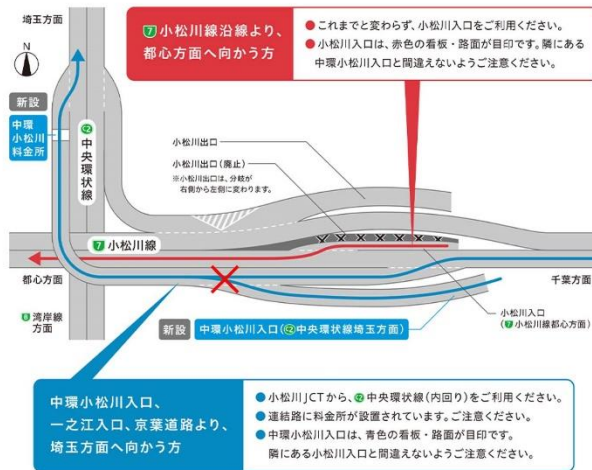 埼玉方面
N
7 小松川線沿線より、
都心方面へ向かう方
●これまでと変わらず、小松川入口をご利用ください。
●小松川入口は、赤色の看板・路面が目印です。隣にある
中環小松川入口と間違えないようご注意ください。
新設
中環
小松川
料金所
C2
中央環状線
小松川出口
小松川出口(廃止)
※小松川出口は、分岐が
右側から左側に変わります。
7 小松川線
都心方面
千葉方面
B 湾岸線
方面
小松川入口
(7 小松川線都心方面)
新設 中環小松川入口(C2中央環状線埼玉方面)
中環小松川入口、
一之江入口、京葉道路より、
埼玉方面へ向かう方
●小松川JCTから、C2 中央環状線(内回り)をご利用ください。
●連結路に料金所が設置されています。ご注意ください。
●中環小松川入口は、青色の看板・路面が目印です。
隣にある小松川入口と間違えないようご注意ください。